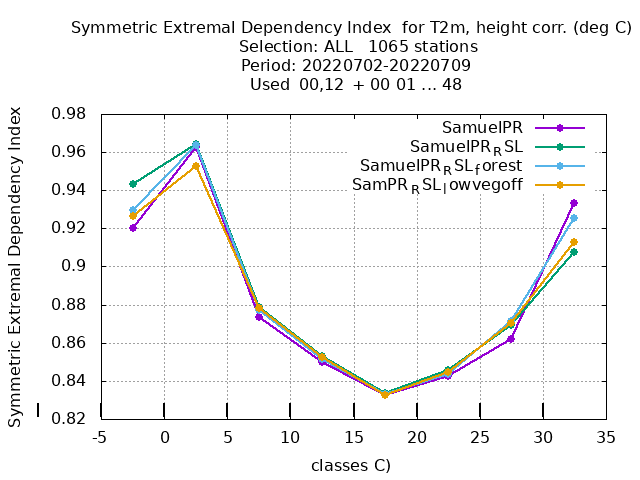 Symmetric Extremal Dependency Index  for T2m, height corr. (deg C)
Selection: ALL   1065 stations
Period: 20220702-20220709
Used  00,12  + 00 01 ... 48
SamuelPR
SamuelPR_RSL
SamuelPR_RSL_forest
SamPR_RSL_lowvegoff
Symmetric Extremal Dependency Index
0.98
0.96
0.94
0.92
0.9
0.88
0.86
0.84
0.82
-5 0 5 10 15 20 25 30 35
classes C)